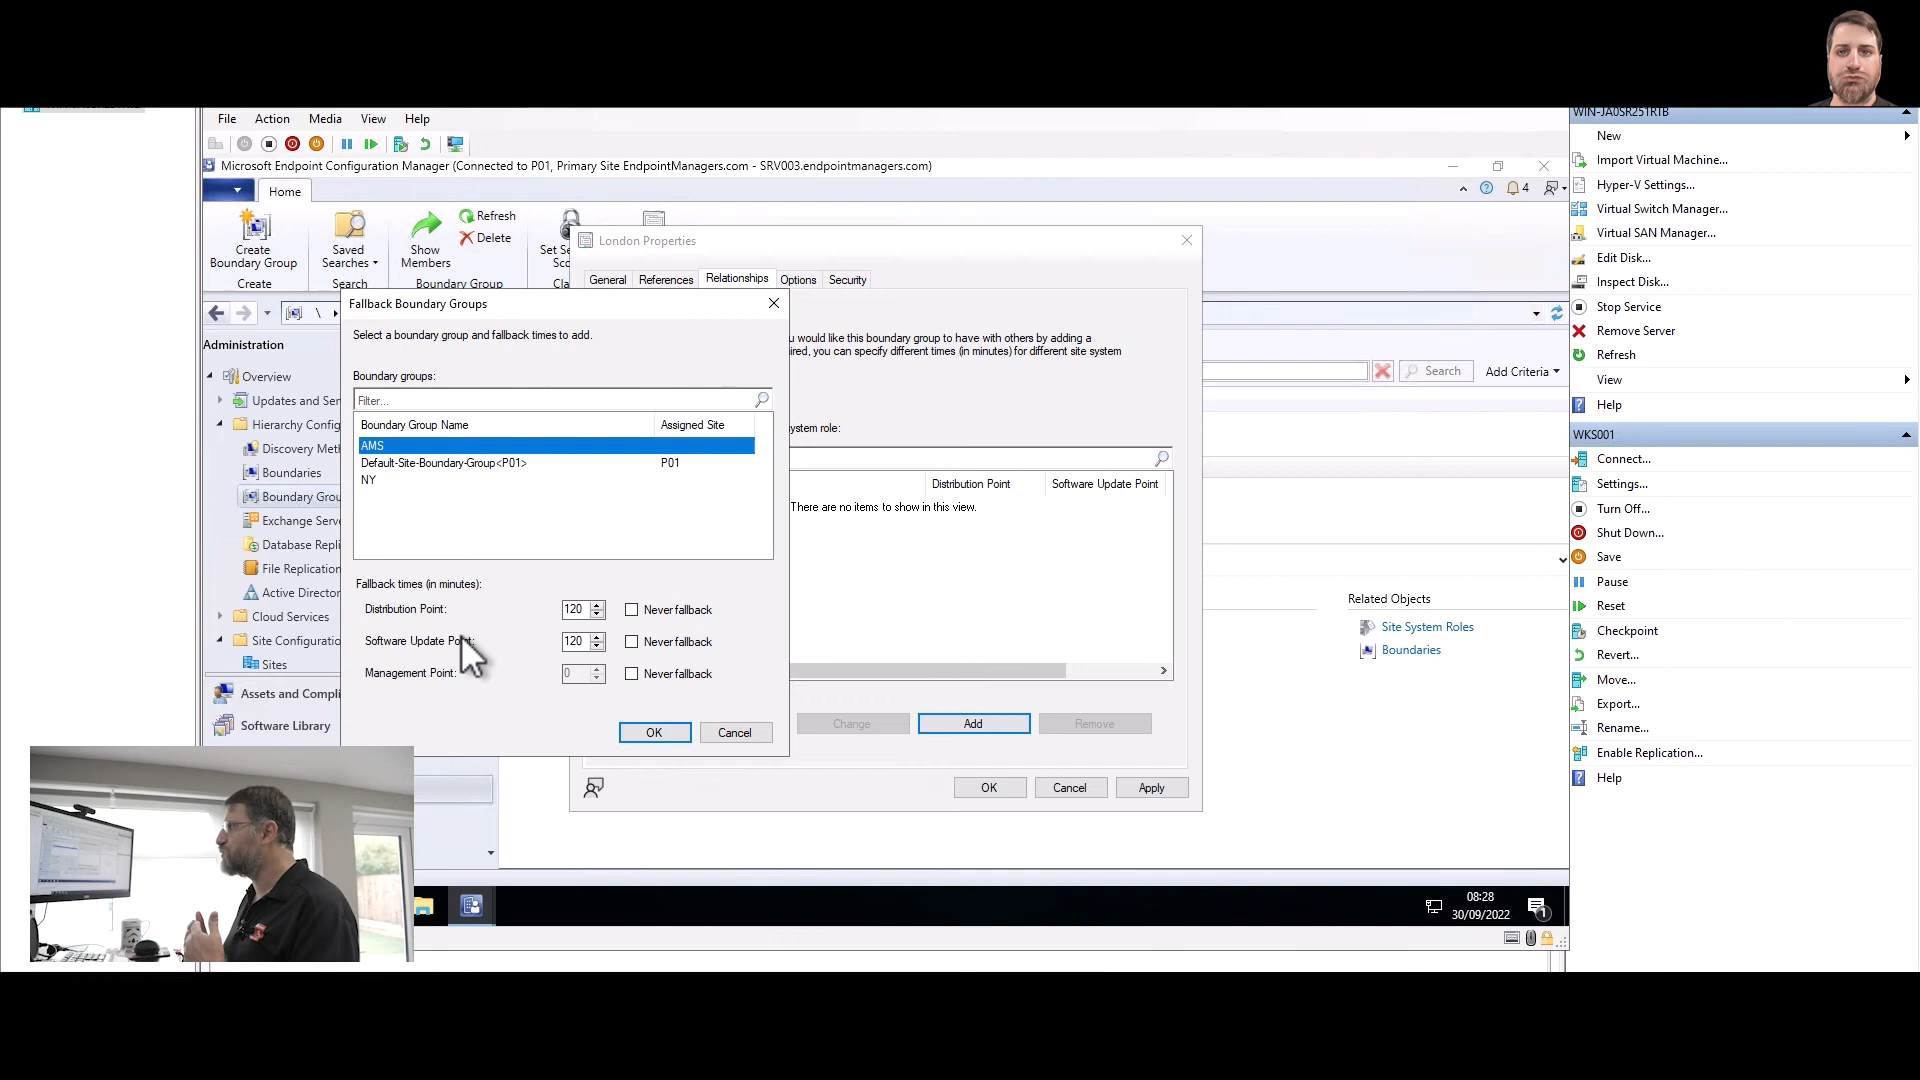 WIN-JA0SR251RTB
File Action Media View Help
Microsoft Endpoint Configuration Manager (Connected to P01, Primary Site EndpointManagers.com - SRV003.endpointmanagers.com)
Home
4
Create
Boundary Group
Saved
Searches
Show
Members
Refresh
Delete
Set Se
Sco
Create
Search
Boundary Group
Cla
London Properties
General References Relationships Options Security
Fallback Boundary Groups
Select a boundary group and fallback times to add.
Boundary groups:
Filter...
Boundary Group Name Assigned Site
AMS
Default-Site-Boundary-Group<P01> P01
NY
Fallback times (in minutes):
Distribution Point: 120 Never fallback
Software Update Point: 120 Never fallback
Management Point: 0 Never fallback
OK Cancel
u would like this boundary group to have with others by adding a
ired, you can specify different times (in minutes) for different site system
ystem role:
Distribution Point Software Update Point
There are no items to show in this view.
Change Add Remove
OK Cancel Apply
\
Administration
Overview
Updates and Ser
Hierarchy Config
Discovery Meth
Boundaries
Boundary Grou
Exchange Serve
Database Repli
File Replication
Active Director
Cloud Services
Site Configuratio
Sites
Assets and Compli
Software Library
Search Add Criteria
Related Objects
Site System Roles
Boundaries
08:28
30/09/2022
1
New
Import Virtual Machine...
Hyper-V Settings...
Virtual Switch Manager...
Virtual SAN Manager...
Edit Disk...
Inspect Disk...
Stop Service
Remove Server
Refresh
View
Help
WKS001
Connect...
Settings...
Turn Off...
Shut Down...
Save
Pause
Reset
Checkpoint
Revert...
Move...
Export...
Rename...
Enable Replication...
Help